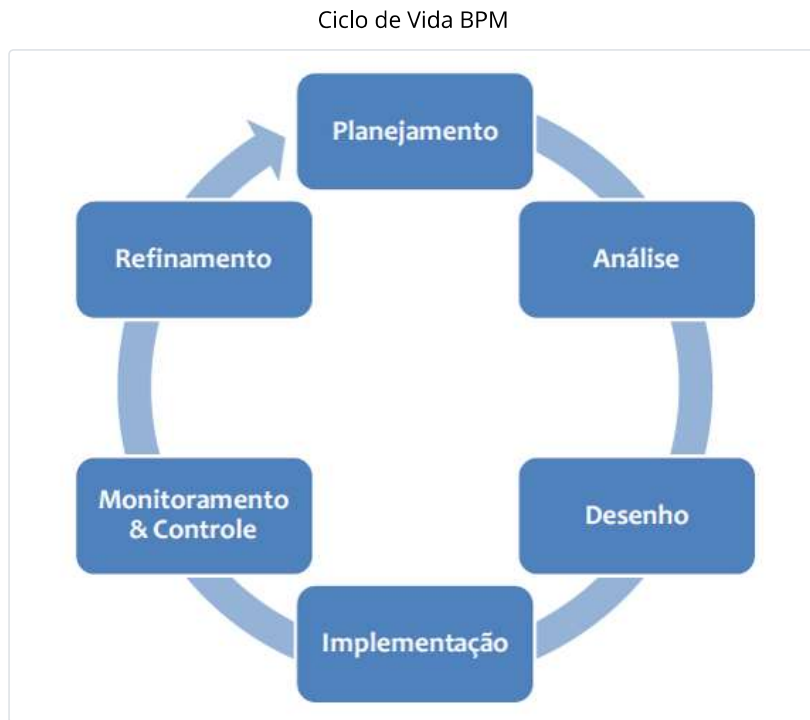 Ciclo de Vida BPM
Planejamento
Análise
Desenho
Implementação
Monitoramento
& Controle
Refinamento